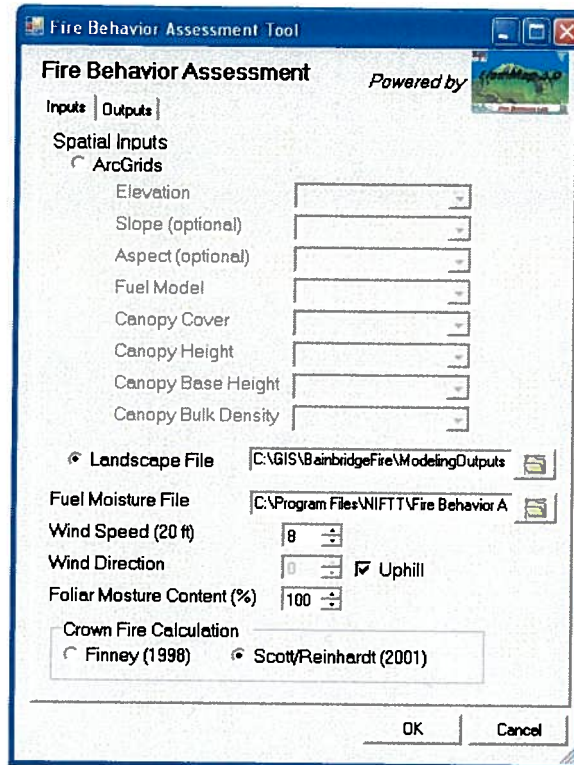 Fire Behavior Assessment Tool
Fire Behavior Assessment
Powered by
Inputs Outputs
Spatial Inputs
ArcGrids
Elevation
Slope (optional)
Aspect (optional)
Fuel Model
Canopy Cover
Canopy Height
Canopy Base Height
Canopy Bulk Density
Landscape File C:\GIS\BainbridgeFire\ModelingOutputs
Fuel Moisture File C:\Program Files\NIFTT\Fire Behavior A
Wind Speed (20 ft) 8
Wind Direction 0 Uphill
Foliar Mosture Content (%) 100
Crown Fire Calculation
Finney (1998) Scott/Reinhardt (2001)
OK Cancel